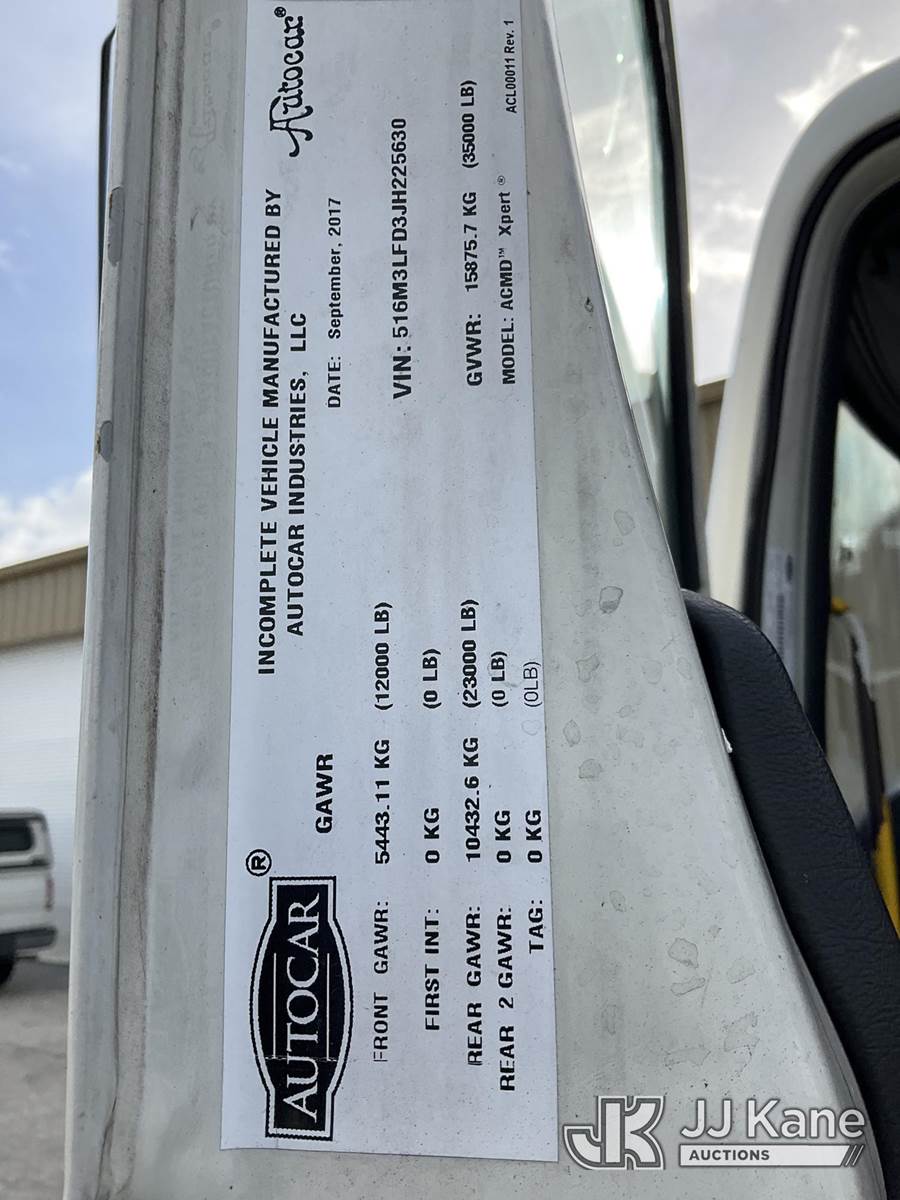 AUTOCAR®
INCOMPLETE VEHICLE MANUFACTURED BY
AUTOCAR INDUSTRIES, LLC
Autocar®
GAWR
DATE: September, 2017
FRONT GAWR: 5443.11 KG (12000 LB)
VIN: 516M3LFD3JH225630
FIRST INT: 0 KG (0 LB)
REAR GAWR: 10432.6 KG (23000 LB)
GVWR: 15875.7 KG (35000 LB)
REAR 2 GAWR: 0 KG (0 LB)
MODEL: ACMD™ Xpert ®
TAG: 0 KG (0LB)
ACL00011 Rev. 1
JK JJ Kane
AUCTIONS